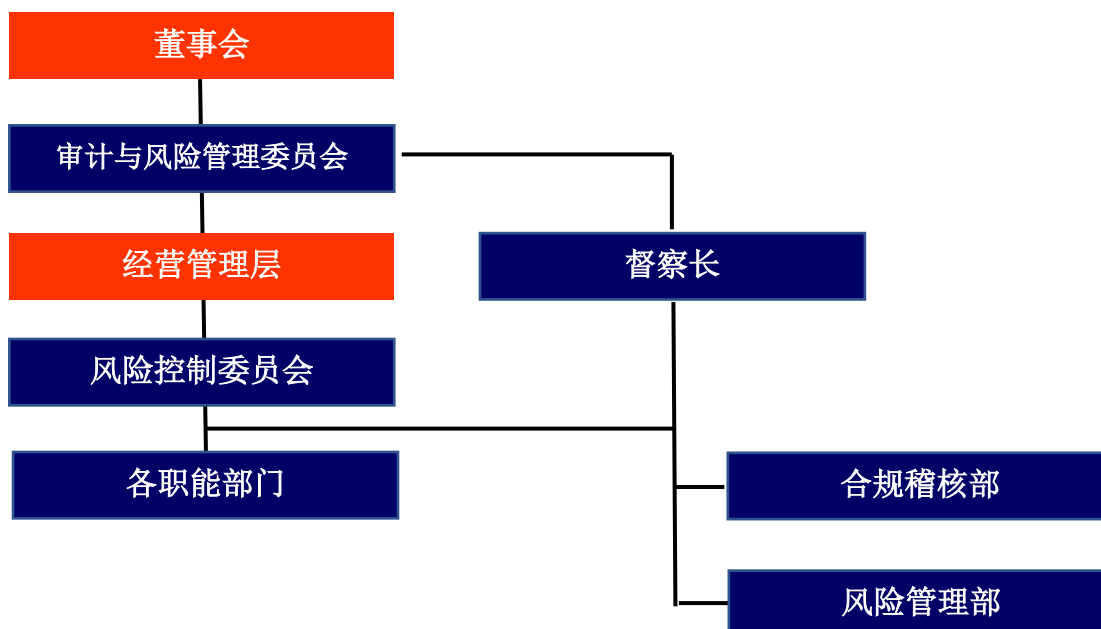 董事会
审计与风险管理委员会
经营管理层
督察长
风险控制委员会
各职能部门
合规稽核部
风险管理部